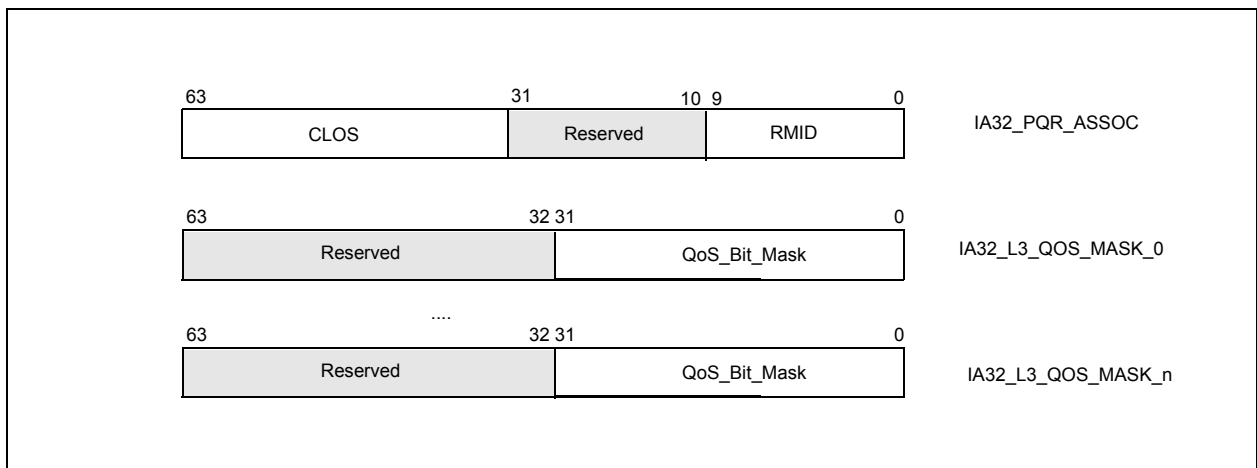 63 31 10 9 0
CLOS Reserved RMID IA32_PQR_ASSOC
63 32 31 0
Reserved QoS_Bit_Mask IA32_L3_QOS_MASK_0
....
63 32 31 0
Reserved QoS_Bit_Mask IA32_L3_QOS_MASK_n